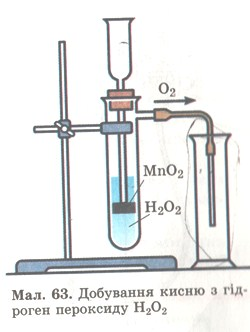 O₂
MnO₂
H₂O₂
Мал. 63. Добування кисню з гід-
роген пероксиду H₂O₂